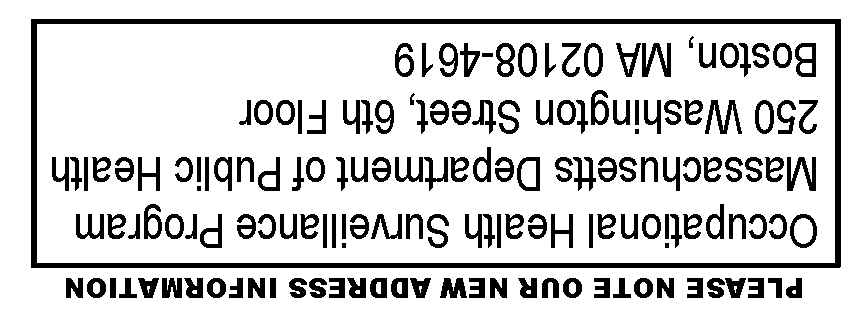 PLEASE NOTE OUR NEW ADDRESS INFORMATION
Occupational Health Surveillance Program
Massachusetts Department of Public Health
250 Washington Street, 6th Floor
Boston, MA 02108-4619